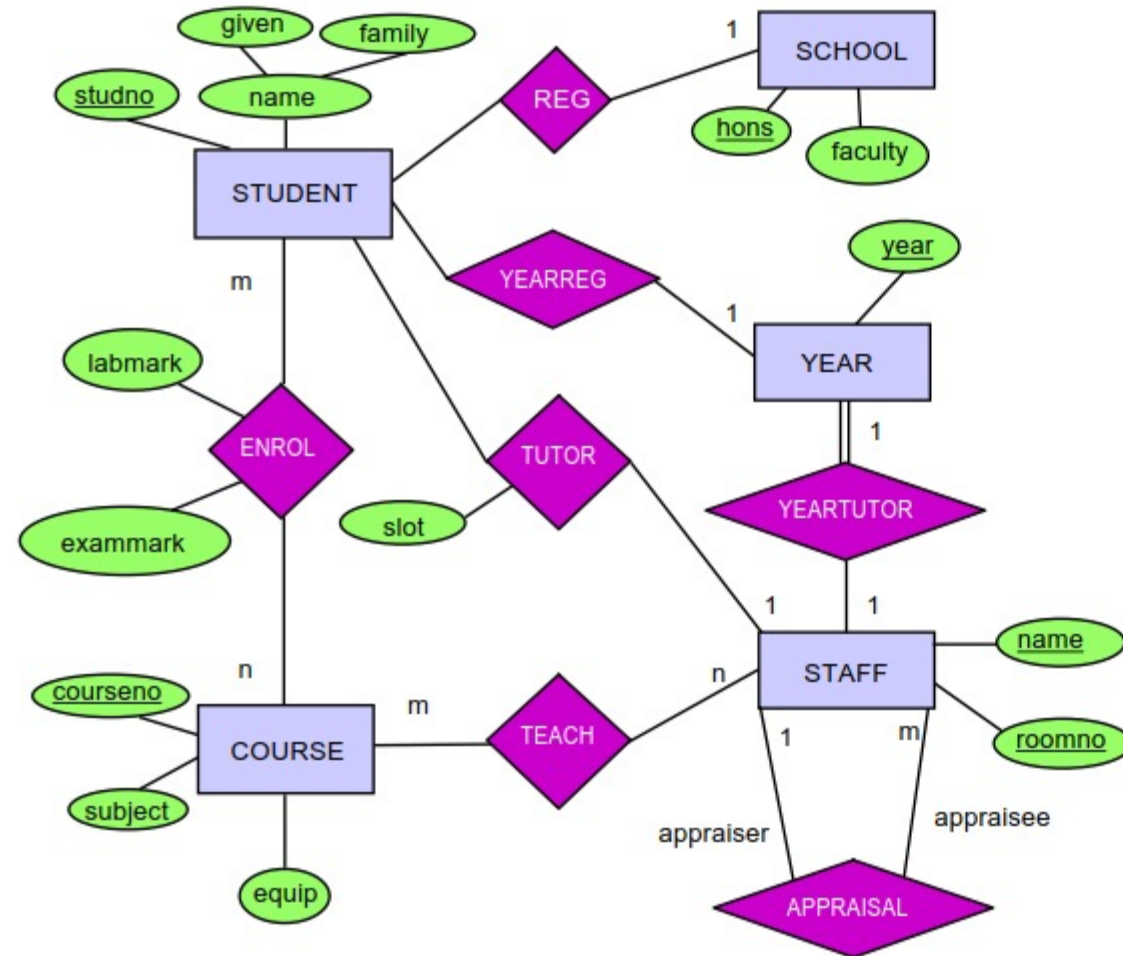 given
family
1
SCHOOL
studno
name
REG
hons
faculty
STUDENT
year
m
YEARREG
1
labmark
YEAR
ENROL
TUTOR
1
YEARTUTOR
slot
exammark
1
1
name
n
STAFF
n
courseno
m
TEACH
1
m
roomno
COURSE
subject
appraiser
appraisee
equip
APPRAISAL